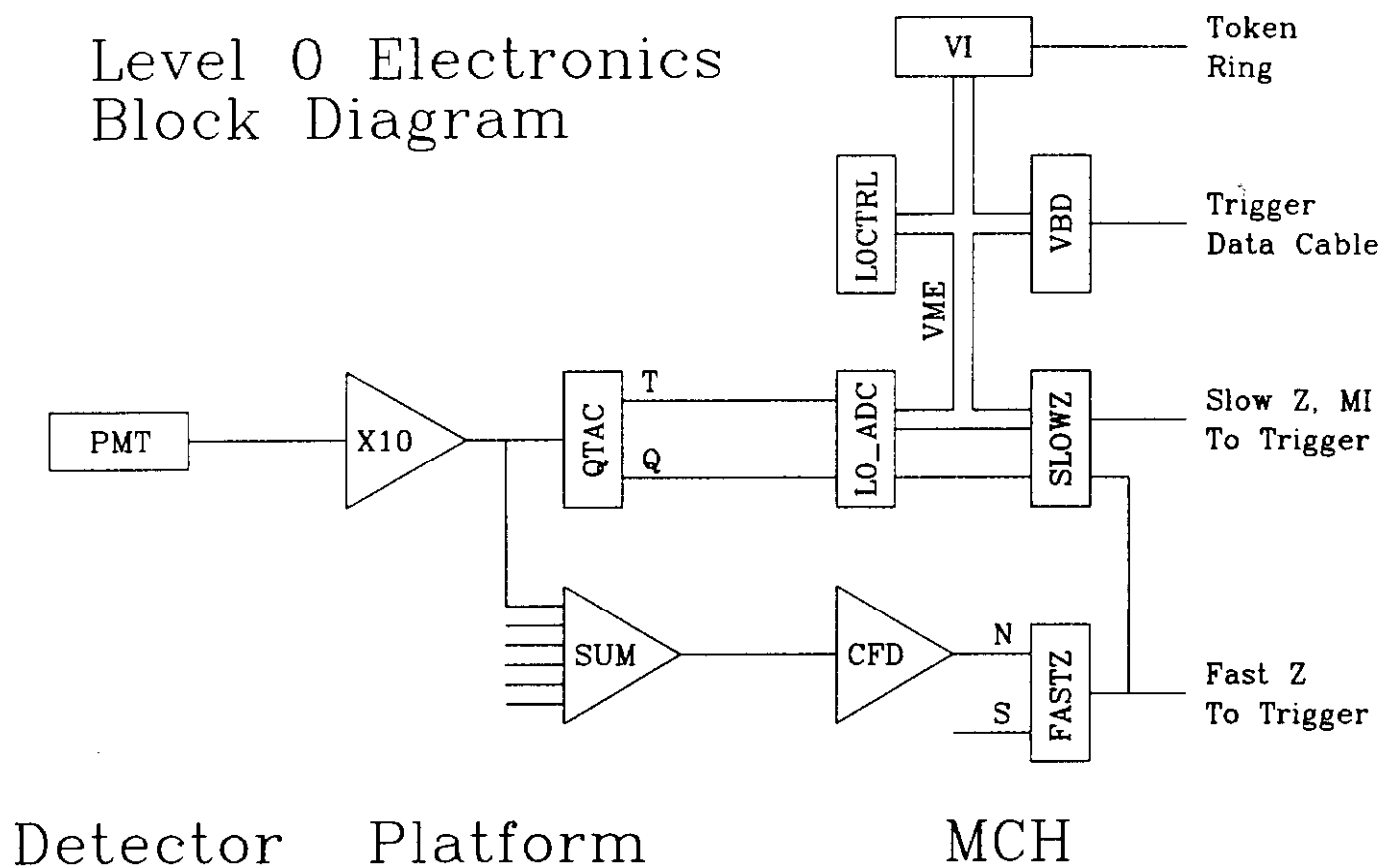 Level 0 Electronics
Block Diagram
VI
Token
Ring
LOCTRL
VBD
Trigger
Data Cable
VME
PMT
X10
QTAC
T
Q
L0_ADC
SLOWZ
Slow Z, MI
To Trigger
SUM
CFD
N
S
FASTZ
Fast Z
To Trigger
Detector Platform MCH